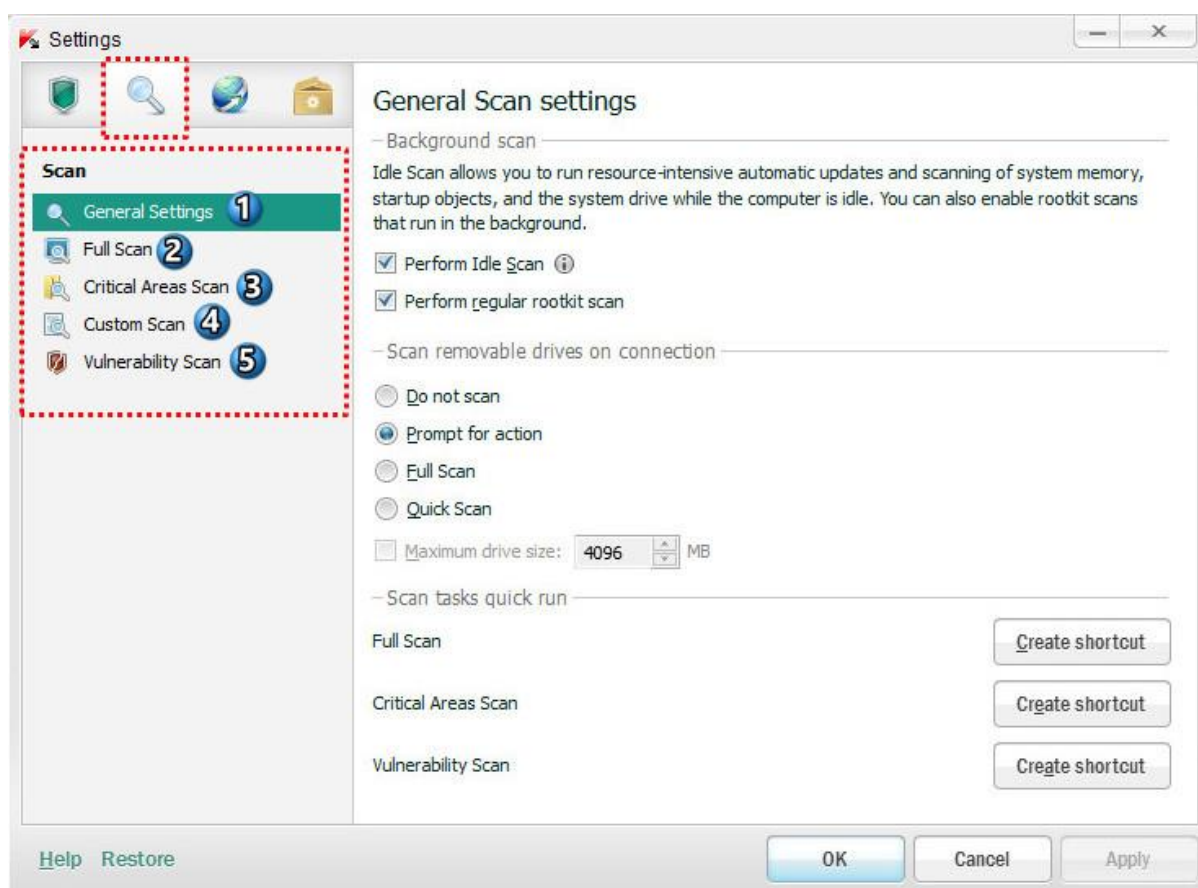 Settings
Scan
General Settings 1
Full Scan 2
Critical Areas Scan 3
Custom Scan 4
Vulnerability Scan 5
General Scan settings
Background scan
Idle Scan allows you to run resource-intensive automatic updates and scanning of system memory,
startup objects, and the system drive while the computer is idle. You can also enable rootkit scans
that run in the background.
Perform Idle Scan
Perform regular rootkit scan
Scan removable drives on connection
Do not scan
Prompt for action
Full Scan
Quick Scan
Maximum drive size: 4096 MB
Scan tasks quick run
Full Scan Create shortcut
Critical Areas Scan Create shortcut
Vulnerability Scan Create shortcut
Help Restore OK Cancel Apply